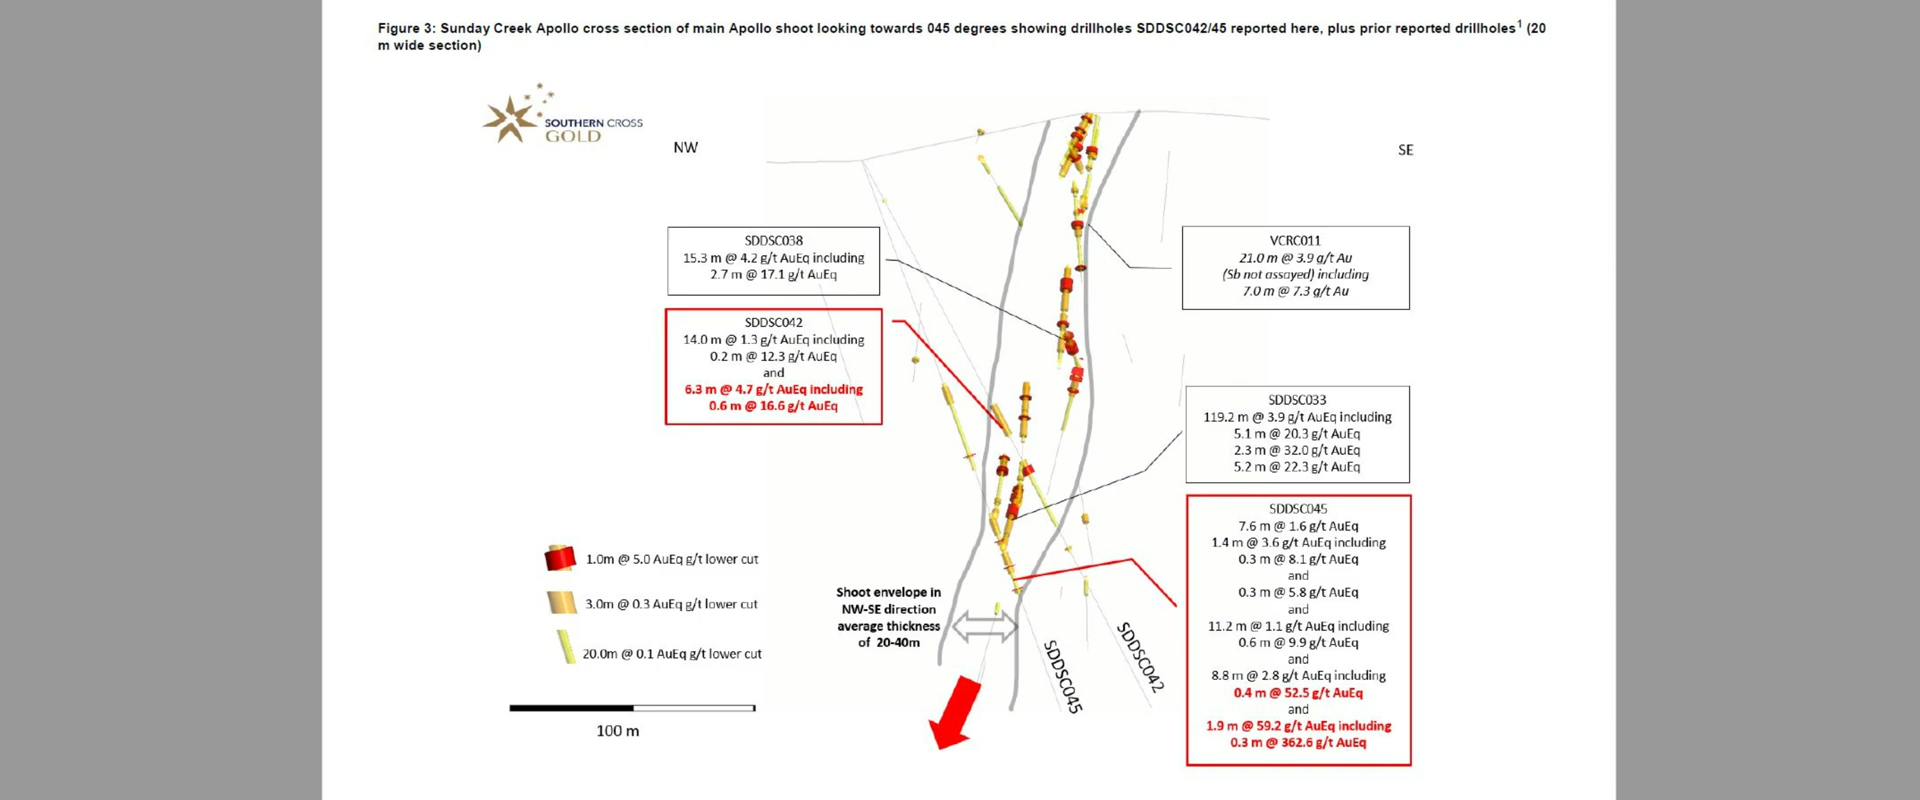 Figure 3: Sunday Creek Apollo cross section of main Apollo shoot looking towards 045 degrees showing drillholes SDDSC042/45 reported here, plus prior reported drillholes1 (20
m wide section)
SOUTHERN CROSS
GOLD
NW
SE
SDDSC038
15.3 m @ 4.2 g/t AuEq including
2.7 m @ 17.1 g/t AuEq
VCRC011
21.0 m @ 3.9 g/t Au
(Sb not assayed) including
7.0 m @ 7.3 g/t Au
SDDSC042
14.0 m @ 1.3 g/t AuEq including
0.2 m @ 12.3 g/t AuEq
and
6.3 m @ 4.7 g/t AuEq including
0.6 m @ 16.6 g/t AuEq
SDDSC033
119.2 m @ 3.9 g/t AuEq including
5.1 m @ 20.3 g/t AuEq
2.3 m @ 32.0 g/t AuEq
5.2 m @ 22.3 g/t AuEq
SDDSC045
7.6 m @ 1.6 g/t AuEq
1.4 m @ 3.6 g/t AuEq including
0.3 m @ 8.1 g/t AuEq
and
0.3 m @ 5.8 g/t AuEq
and
11.2 m @ 1.1 g/t AuEq including
0.6 m @ 9.9 g/t AuEq
and
8.8 m @ 2.8 g/t AuEq including
0.4 m @ 52.5 g/t AuEq
and
1.9 m @ 59.2 g/t AuEq including
0.3 m @ 362.6 g/t AuEq
1.0m @ 5.0 AuEq g/t lower cut
3.0m @ 0.3 AuEq g/t lower cut
20.0m @ 0.1 AuEq g/t lower cut
Shoot envelope in
NW-SE direction
average thickness
of 20-40m
SDDSC045
SDDSC042
100 m